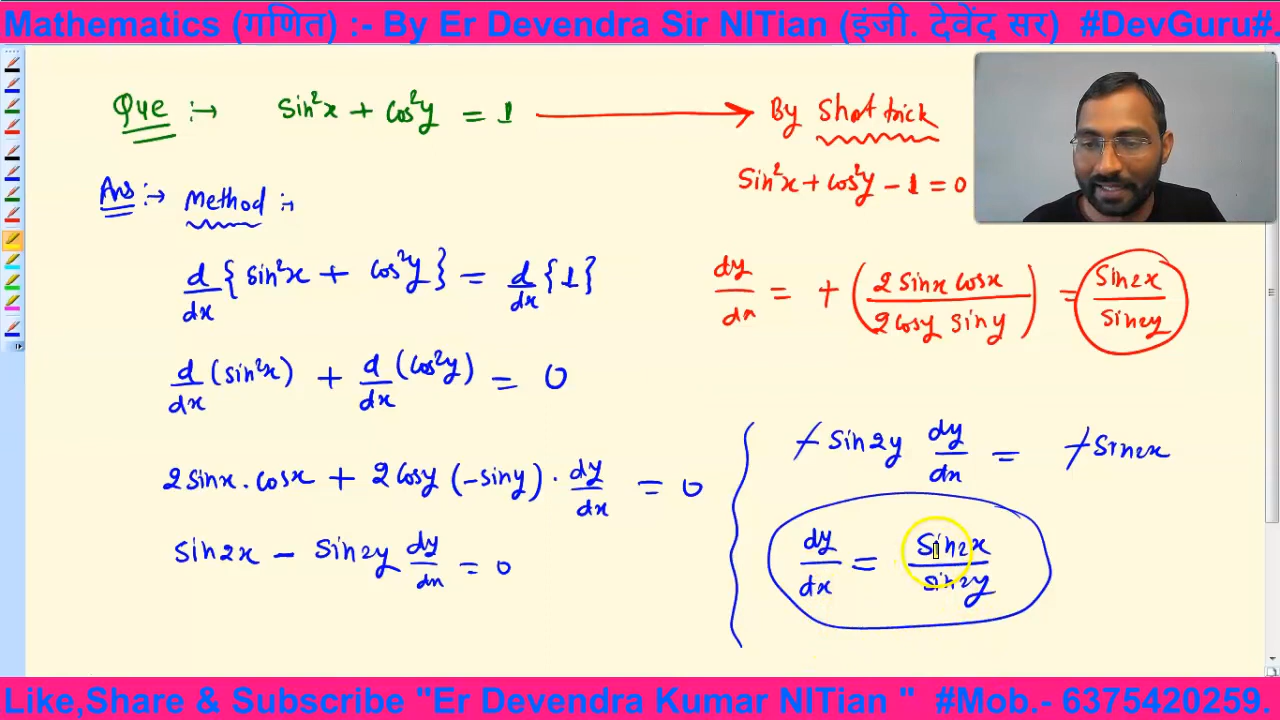 Mathematics (गणित) :- By Er Devendra Sir NITian (इंजी. देवेंद्र सर) #DevGuru#.
Que :→ Sin²x + Cos²y = 1 → By Shot trick
Sin²x + Cos²y - 1 = 0
Ans :→ Method :→
d/dx {Sin²x + Cos²y} = d/dx {1}
dy/dx = + (2 Sinx Cosx / 2 Cosy Siny) = Sin2x / Sin2y
d/dx (Sin²x) + d/dx (Cos²y) = 0
2 Sinx . Cosx + 2 Cosy (-Siny) . dy/dx = 0
Sin2x - Sin2y dy/dx = 0
- Sin2y dy/dx = - Sin2x
dy/dx = Sin2x / Sin2y
Like,Share & Subscribe "Er Devendra Kumar NITian " #Mob.- 6375420259.